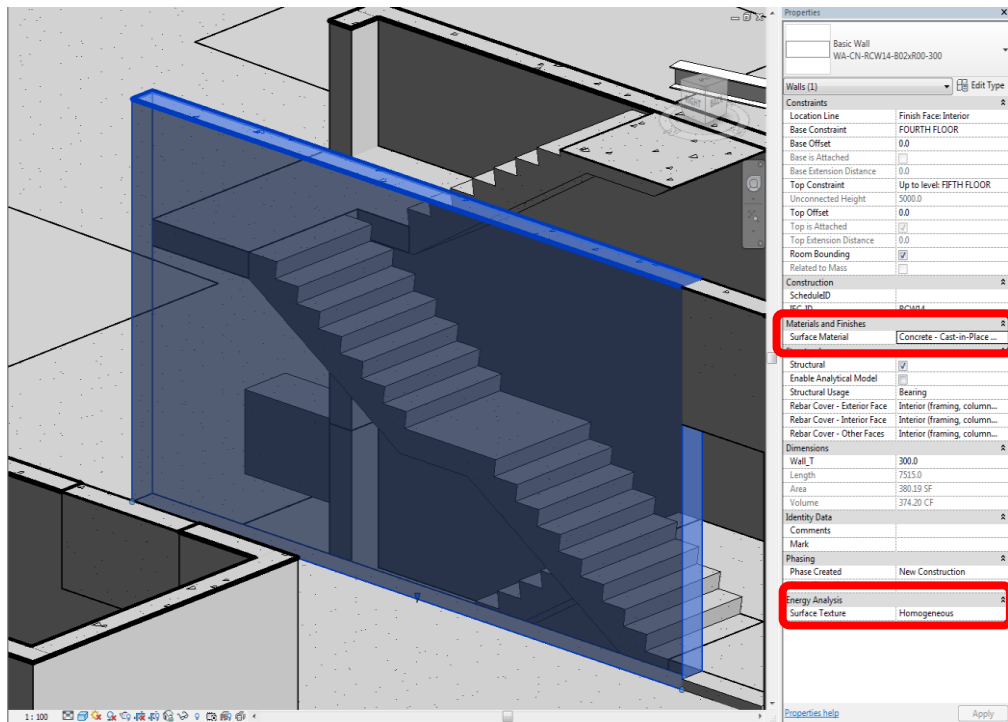 Properties
Basic Wall
WA-CN-RCW14-B02xR00-300
Walls (1) Edit Type
Constraints
Location Line Finish Face: Interior
Base Constraint FOURTH FLOOR
Base Offset 0.0
Base is Attached
Base Extension Distance 0.0
Top Constraint Up to level: FIFTH FLOOR
Unconnected Height 5000.0
Top Offset 0.0
Top is Attached
Top Extension Distance 0.0
Room Bounding
Related to Mass
Construction
ScheduleID
IFC_ID RCW14
Materials and Finishes
Surface Material Concrete - Cast-in-Place ...
Structural
Structural
Enable Analytical Model
Structural Usage Bearing
Rebar Cover - Exterior Face Interior (framing, column...
Rebar Cover - Interior Face Interior (framing, column...
Rebar Cover - Other Faces Interior (framing, column...
Dimensions
Wall_T 300.0
Length 7515.0
Area 380.19 SF
Volume 374.20 CF
Identity Data
Comments
Mark
Phasing
Phase Created New Construction
Energy Analysis
Surface Texture Homogeneous
Properties help Apply
1 : 100